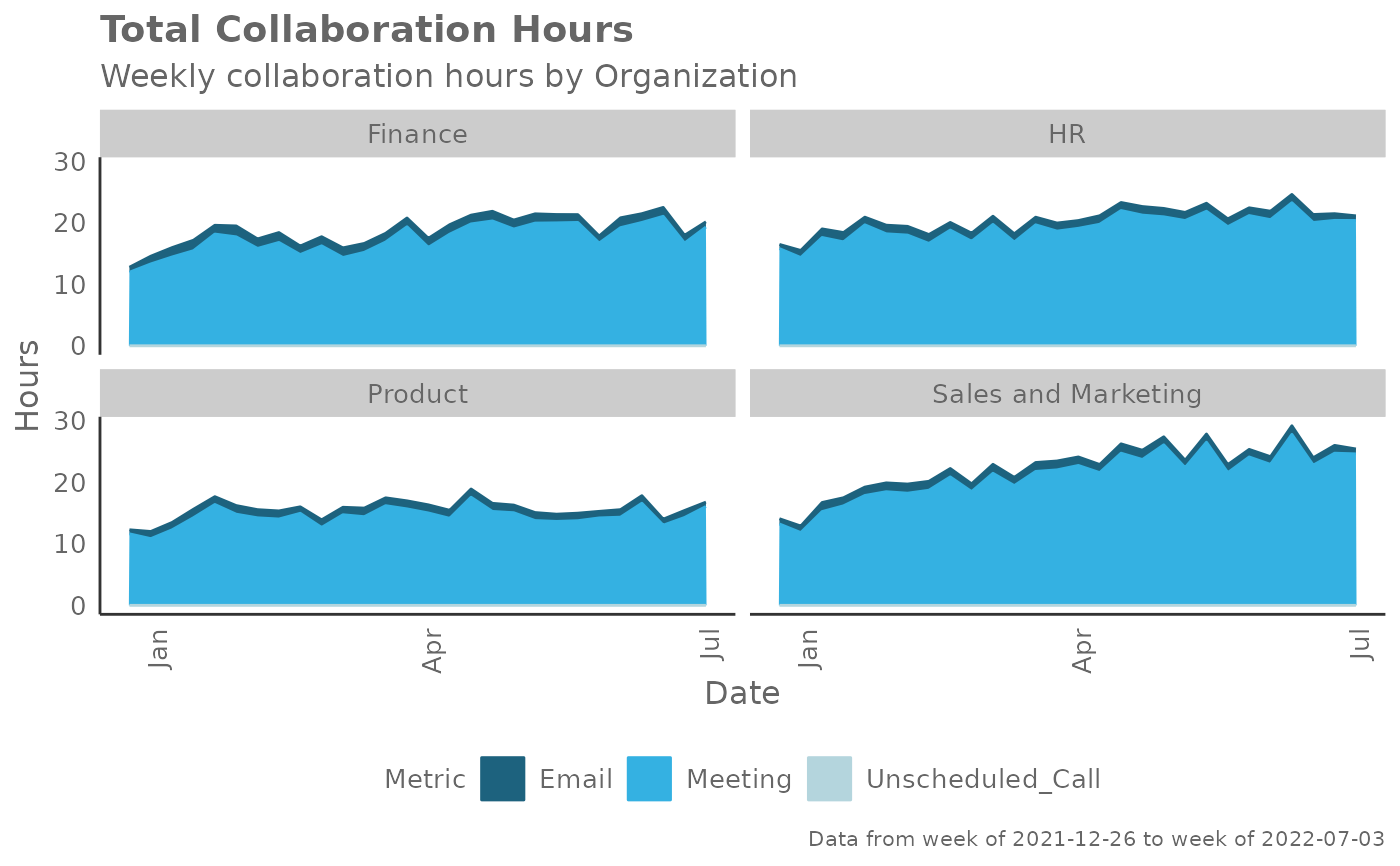 Total Collaboration Hours
Weekly collaboration hours by Organization
Finance
HR
30
20
10
0
Product
Sales and Marketing
30
20
10
0
Hours
Jan
Apr
Jul
Jan
Apr
Jul
Date
Metric Email Meeting Unscheduled_Call
Data from week of 2021-12-26 to week of 2022-07-03